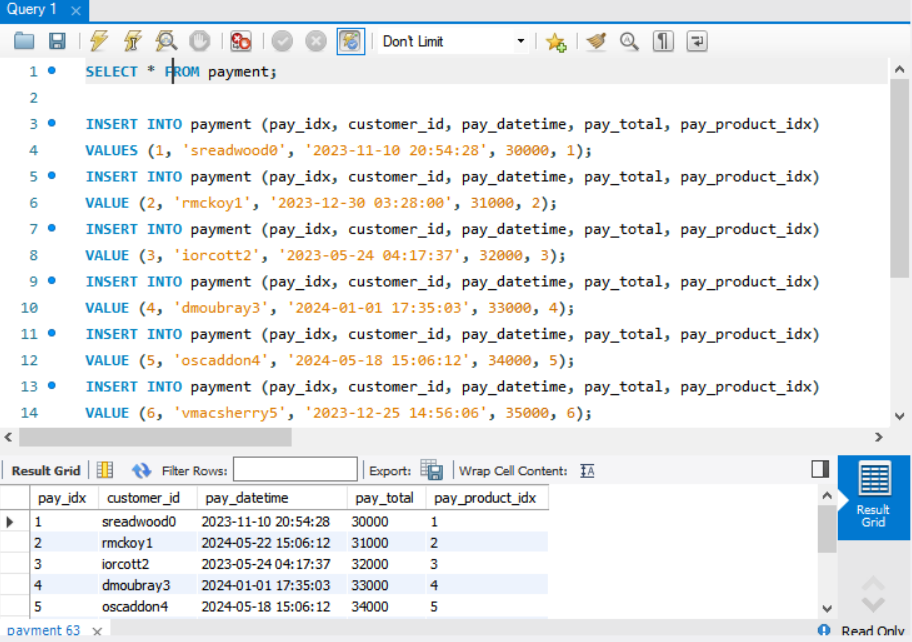 Query 1
Don't Limit
1 SELECT * FROM payment;
2
3 INSERT INTO payment (pay_idx, customer_id, pay_datetime, pay_total, pay_product_idx)
4 VALUES (1, 'sreadwood0', '2023-11-10 20:54:28', 30000, 1);
5 INSERT INTO payment (pay_idx, customer_id, pay_datetime, pay_total, pay_product_idx)
6 VALUE (2, 'rmckoy1', '2023-12-30 03:28:00', 31000, 2);
7 INSERT INTO payment (pay_idx, customer_id, pay_datetime, pay_total, pay_product_idx)
8 VALUE (3, 'iorcott2', '2023-05-24 04:17:37', 32000, 3);
9 INSERT INTO payment (pay_idx, customer_id, pay_datetime, pay_total, pay_product_idx)
10 VALUE (4, 'dmoubray3', '2024-01-01 17:35:03', 33000, 4);
11 INSERT INTO payment (pay_idx, customer_id, pay_datetime, pay_total, pay_product_idx)
12 VALUE (5, 'oscaddon4', '2024-05-18 15:06:12', 34000, 5);
13 INSERT INTO payment (pay_idx, customer_id, pay_datetime, pay_total, pay_product_idx)
14 VALUE (6, 'vmacsherry5', '2023-12-25 14:56:06', 35000, 6);
Result Grid Filter Rows: Export: Wrap Cell Content:
pay_idx customer_id pay_datetime pay_total pay_product_idx
1 sreadwood0 2023-11-10 20:54:28 30000 1
2 rmckoy1 2024-05-22 15:06:12 31000 2
3 iorcott2 2023-05-24 04:17:37 32000 3
4 dmoubray3 2024-01-01 17:35:03 33000 4
5 oscaddon4 2024-05-18 15:06:12 34000 5
Result
Grid
payment 63
Read Only